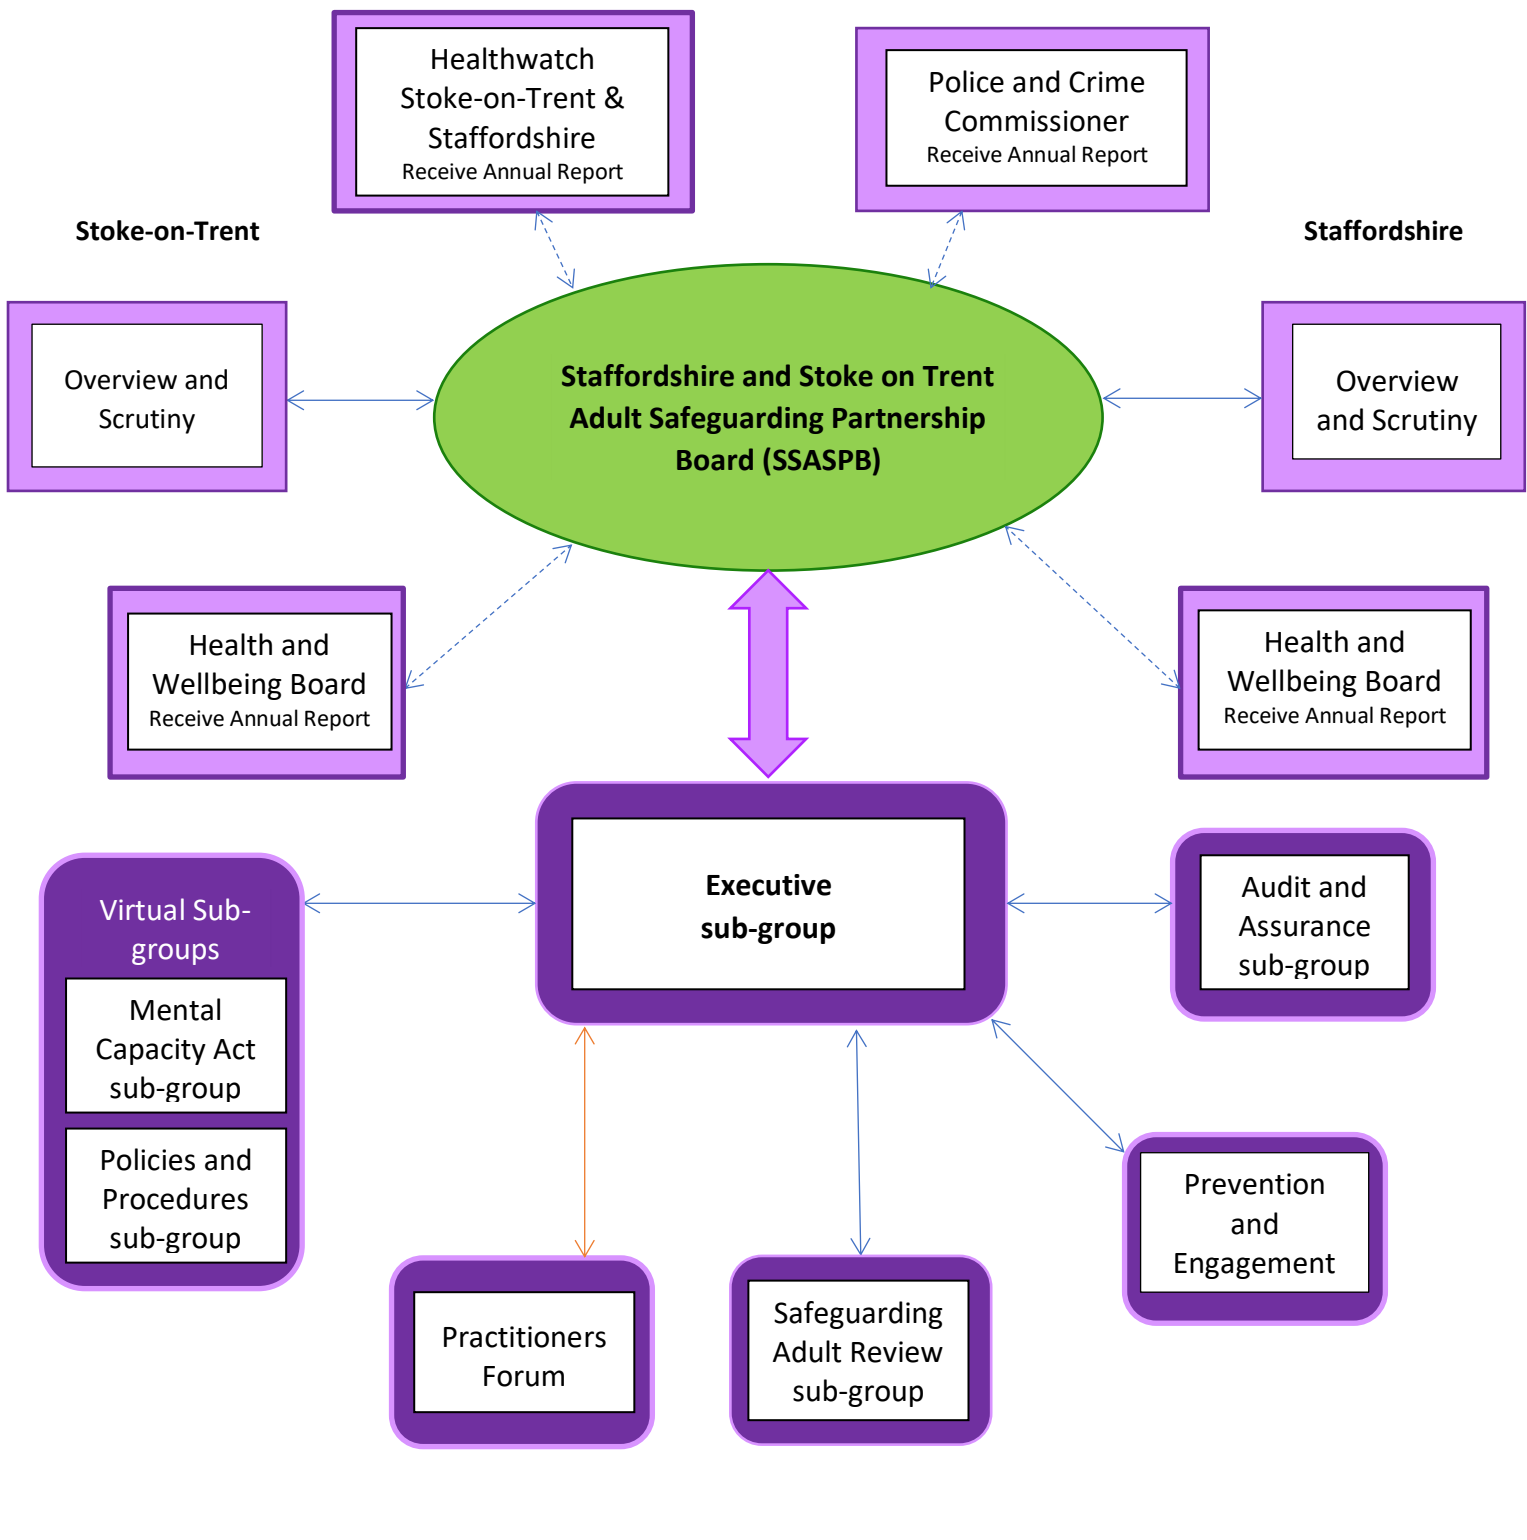 Healthwatch
Stoke-on-Trent &
Staffordshire
Receive Annual Report
Police and Crime
Commissioner
Receive Annual Report
Stoke-on-Trent
Staffordshire
Overview and
Scrutiny
Staffordshire and Stoke on Trent
Adult Safeguarding Partnership
Board (SSASPB)
Overview
and Scrutiny
Health and
Wellbeing Board
Receive Annual Report
Health and
Wellbeing Board
Receive Annual Report
Executive
sub-group
Virtual Sub-
groups
Mental
Capacity Act
sub-group
Policies and
Procedures
sub-group
Audit and
Assurance
sub-group
Prevention
and
Engagement
Practitioners
Forum
Safeguarding
Adult Review
sub-group